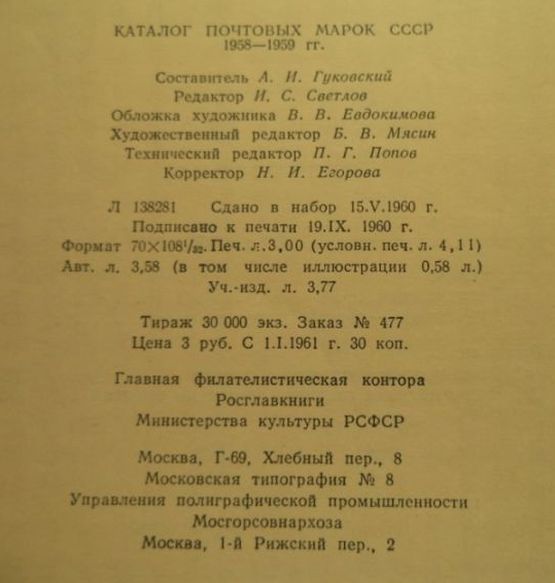 КАТАЛОГ ПОЧТОВЫХ МАРОК СССР
1958—1959 гг.
Составитель А. И. Гуковский
Редактор И. С. Светлов
Обложка художника В. В. Евдокимова
Художественный редактор Б. В. Мясин
Технический редактор П. Г. Попов
Корректор Н. И. Егорова
Л 138281 Сдано в набор 15.V.1960 г.
Подписано к печати 19.IX. 1960 г.
Формат 70×108¹/₃₂. Печ. л.3,00 (условн. печ. л. 4,11)
Авт. л. 3,58 (в том числе иллюстрации 0,58 л.)
Уч.-изд. л. 3,77
Тираж 30 000 экз. Заказ № 477
Цена 3 руб. С 1.I.1961 г. 30 коп.
Главная филателистическая контора
Росглавкниги
Министерства культуры РСФСР
Москва, Г-69, Хлебный пер., 8
Московская типография № 8
Управления полиграфической промышленности
Мосгорсовнархоза
Москва, 1-й Рижский пер., 2